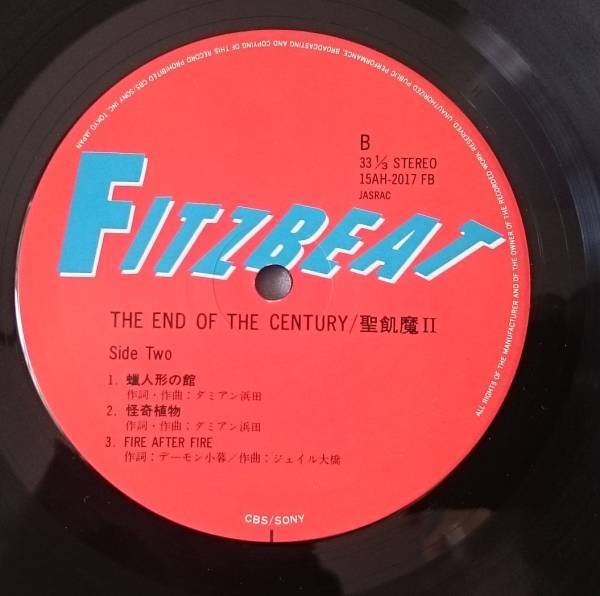 FITZBEAT
B
33 1/3 STEREO
15AH-2017 FB
JASRAC
THE END OF THE CENTURY/聖飢魔II
Side Two
1. 蠟人形の館
作詞・作曲：ダミアン浜田
2. 怪奇植物
作詞・作曲：ダミアン浜田
3. FIRE AFTER FIRE
作詞：デーモン小暮／作曲：ジェイル大橋
CBS/SONY
ALL RIGHTS OF THE MANUFACTURER AND OF THE OWNER OF THE RECORDED WORK RESERVED. UNAUTHORIZED PUBLIC PERFORMANCE, BROADCASTING AND COPYING OF THIS RECORD PROHIBITED CBS/SONY INC. TOKYO JAPAN